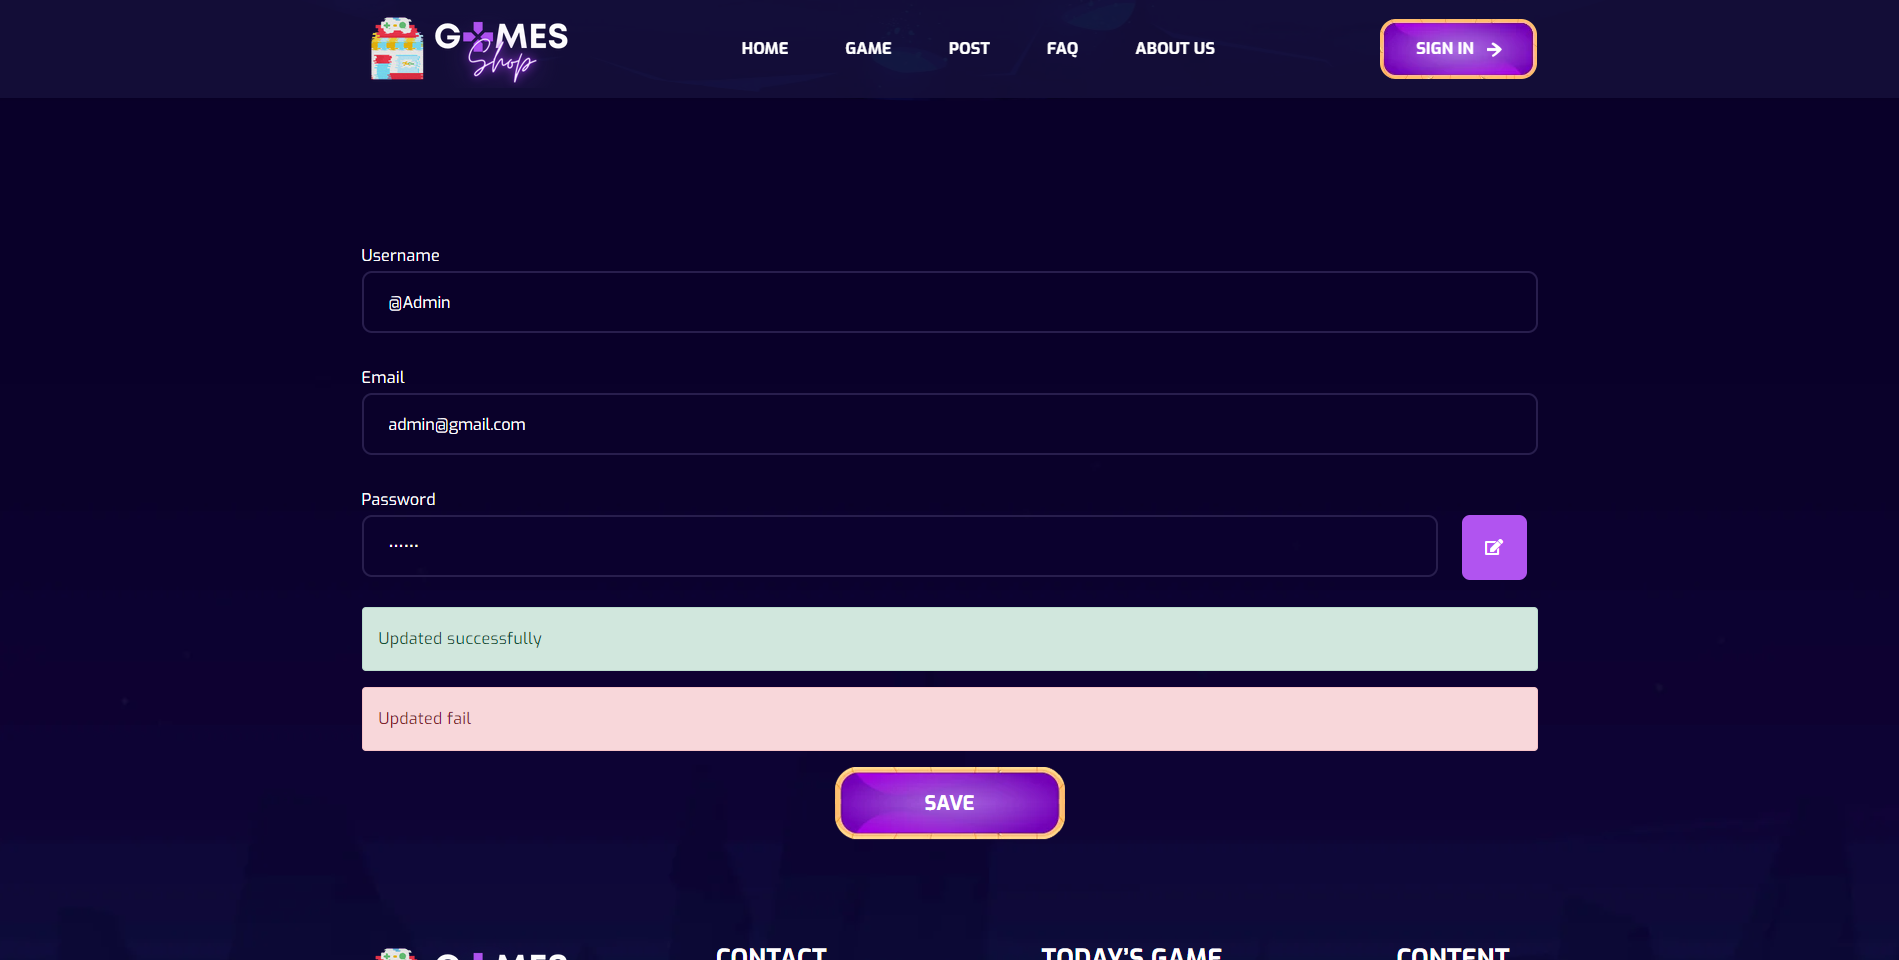 GAMES
Shop
HOME GAME POST FAQ ABOUT US
SIGN IN
Username
@Admin
Email
admin@gmail.com
Password
······
Updated successfully
Updated fail
SAVE
GAMES
CONTACT TODAY'S GAME CONTENT